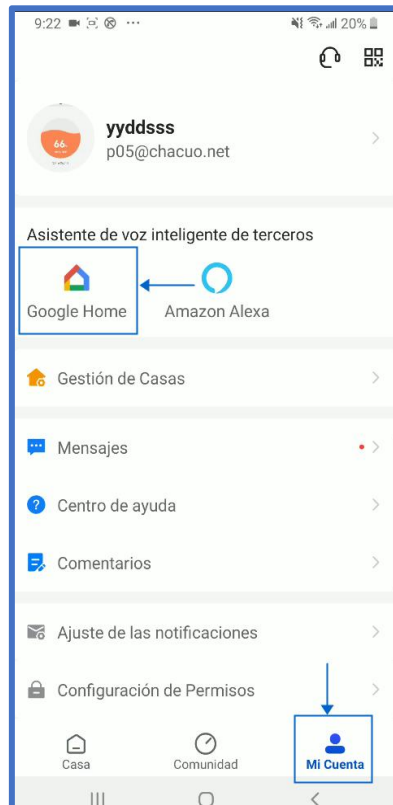 9:22 ... 20%
yyddsss
p05@chacuo.net
66
Asistente de voz inteligente de terceros
Google Home Amazon Alexa
Gestión de Casas
Mensajes
Centro de ayuda
Comentarios
Ajuste de las notificaciones
Configuración de Permisos
Casa Comunidad Mi Cuenta